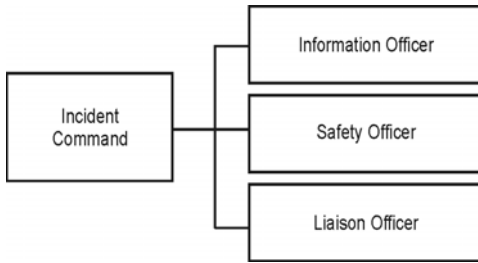 Information Officer
Incident
Command
Safety Officer
Liaison Officer